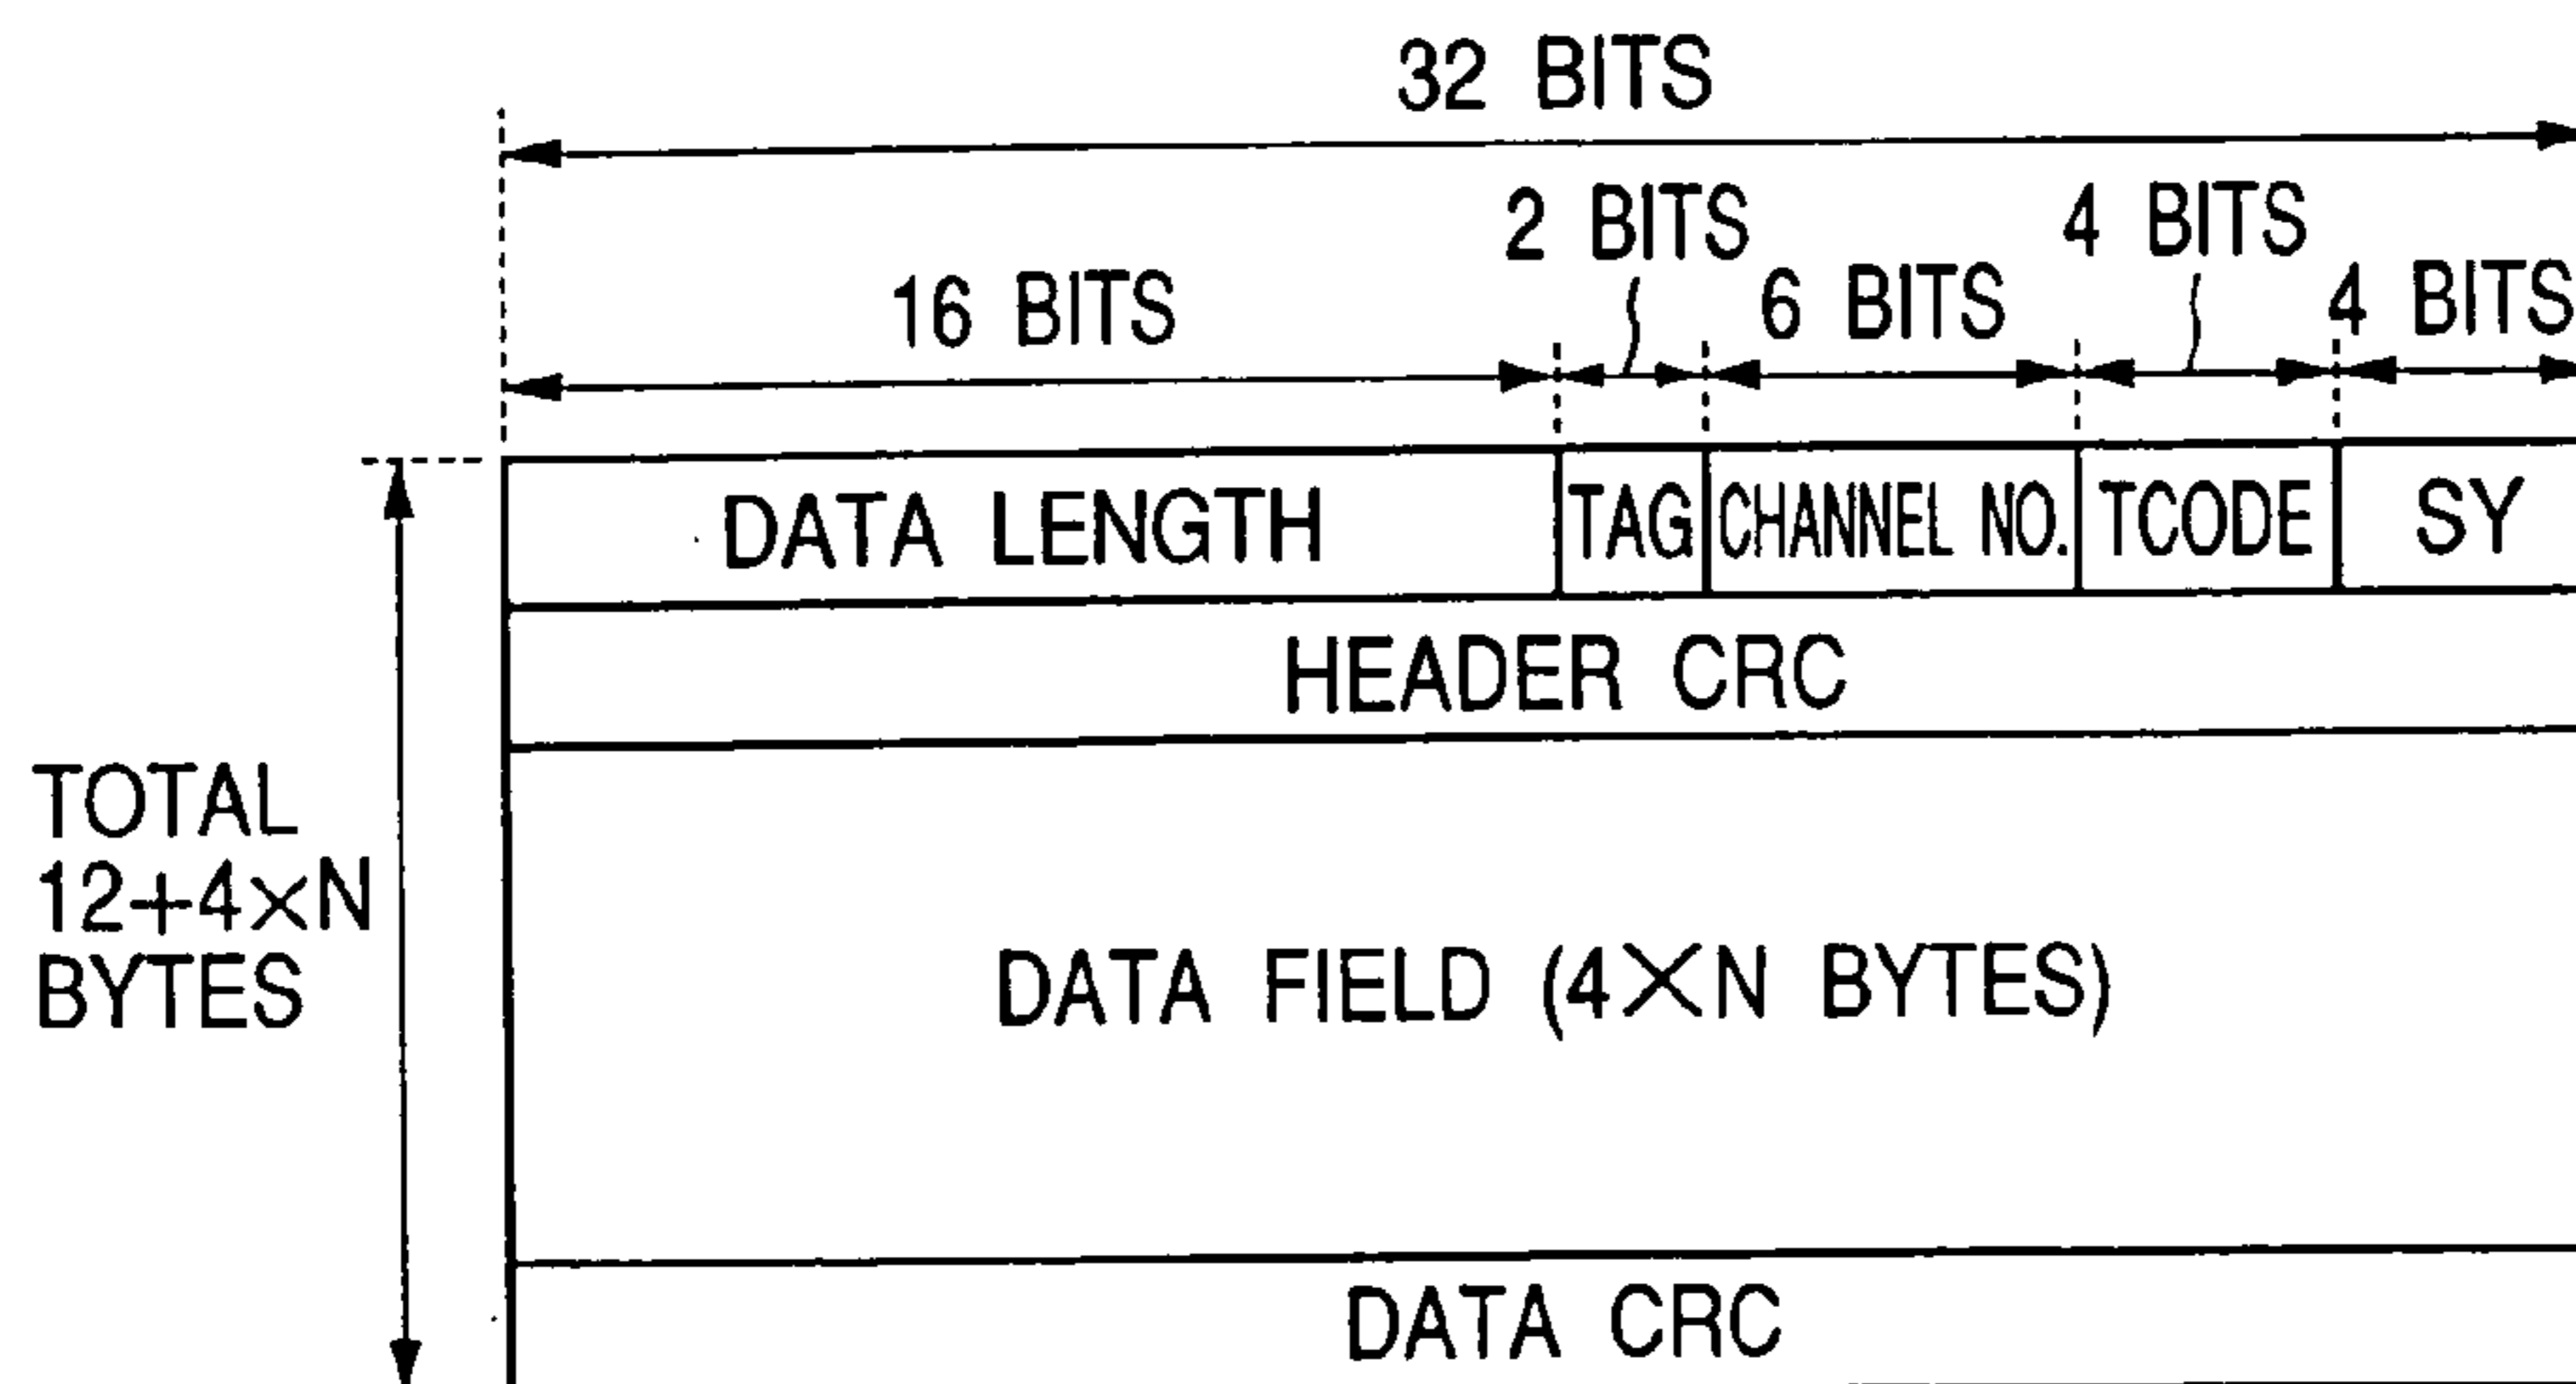 32 BITS
2 BITS
4 BITS
16 BITS
6 BITS
4 BITS
DATA LENGTH
TAG
CHANNEL NO.
TCODE
SY
HEADER CRC
TOTAL
12+4×N
BYTES
DATA FIELD (4×N BYTES)
DATA CRC